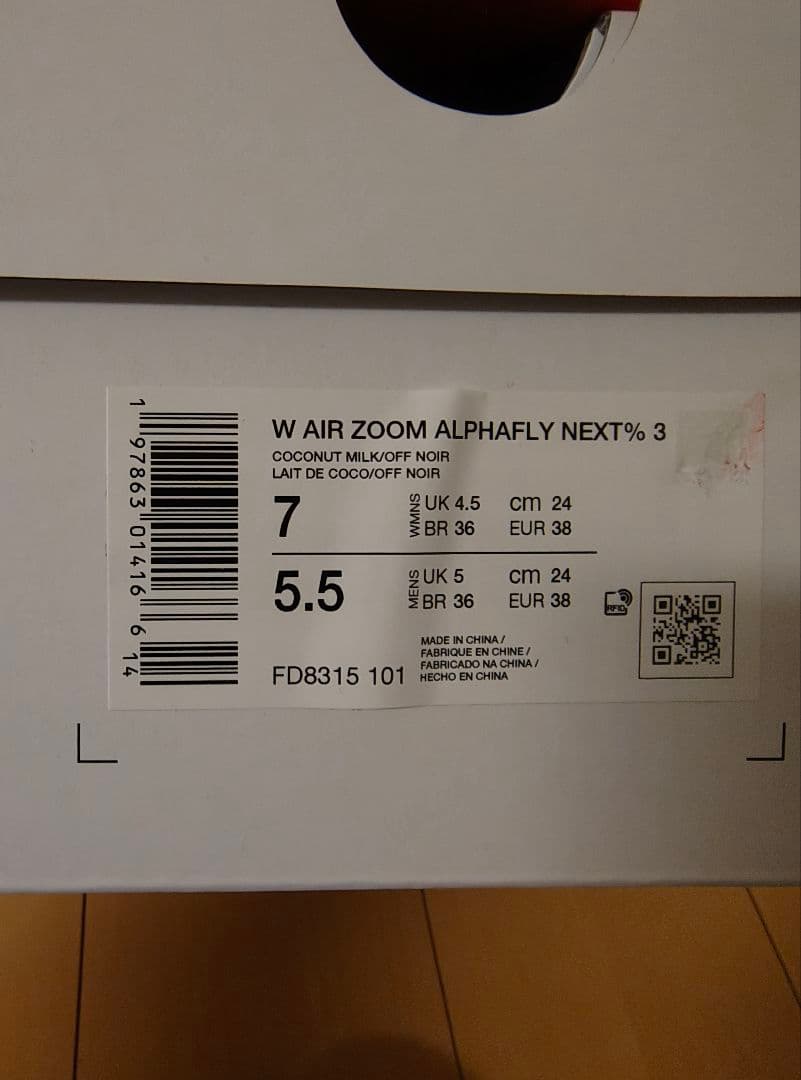 W AIR ZOOM ALPHAFLY NEXT% 3
COCONUT MILK/OFF NOIR
LAIT DE COCO/OFF NOIR
7 WMNS UK 4.5 cm 24
BR 36 EUR 38
5.5 MENS UK 5 cm 24
BR 36 EUR 38
RFID
MADE IN CHINA /
FABRIQUE EN CHINE /
FABRICADO NA CHINA /
HECHO EN CHINA
FD8315 101
1 97863 01416 6 14